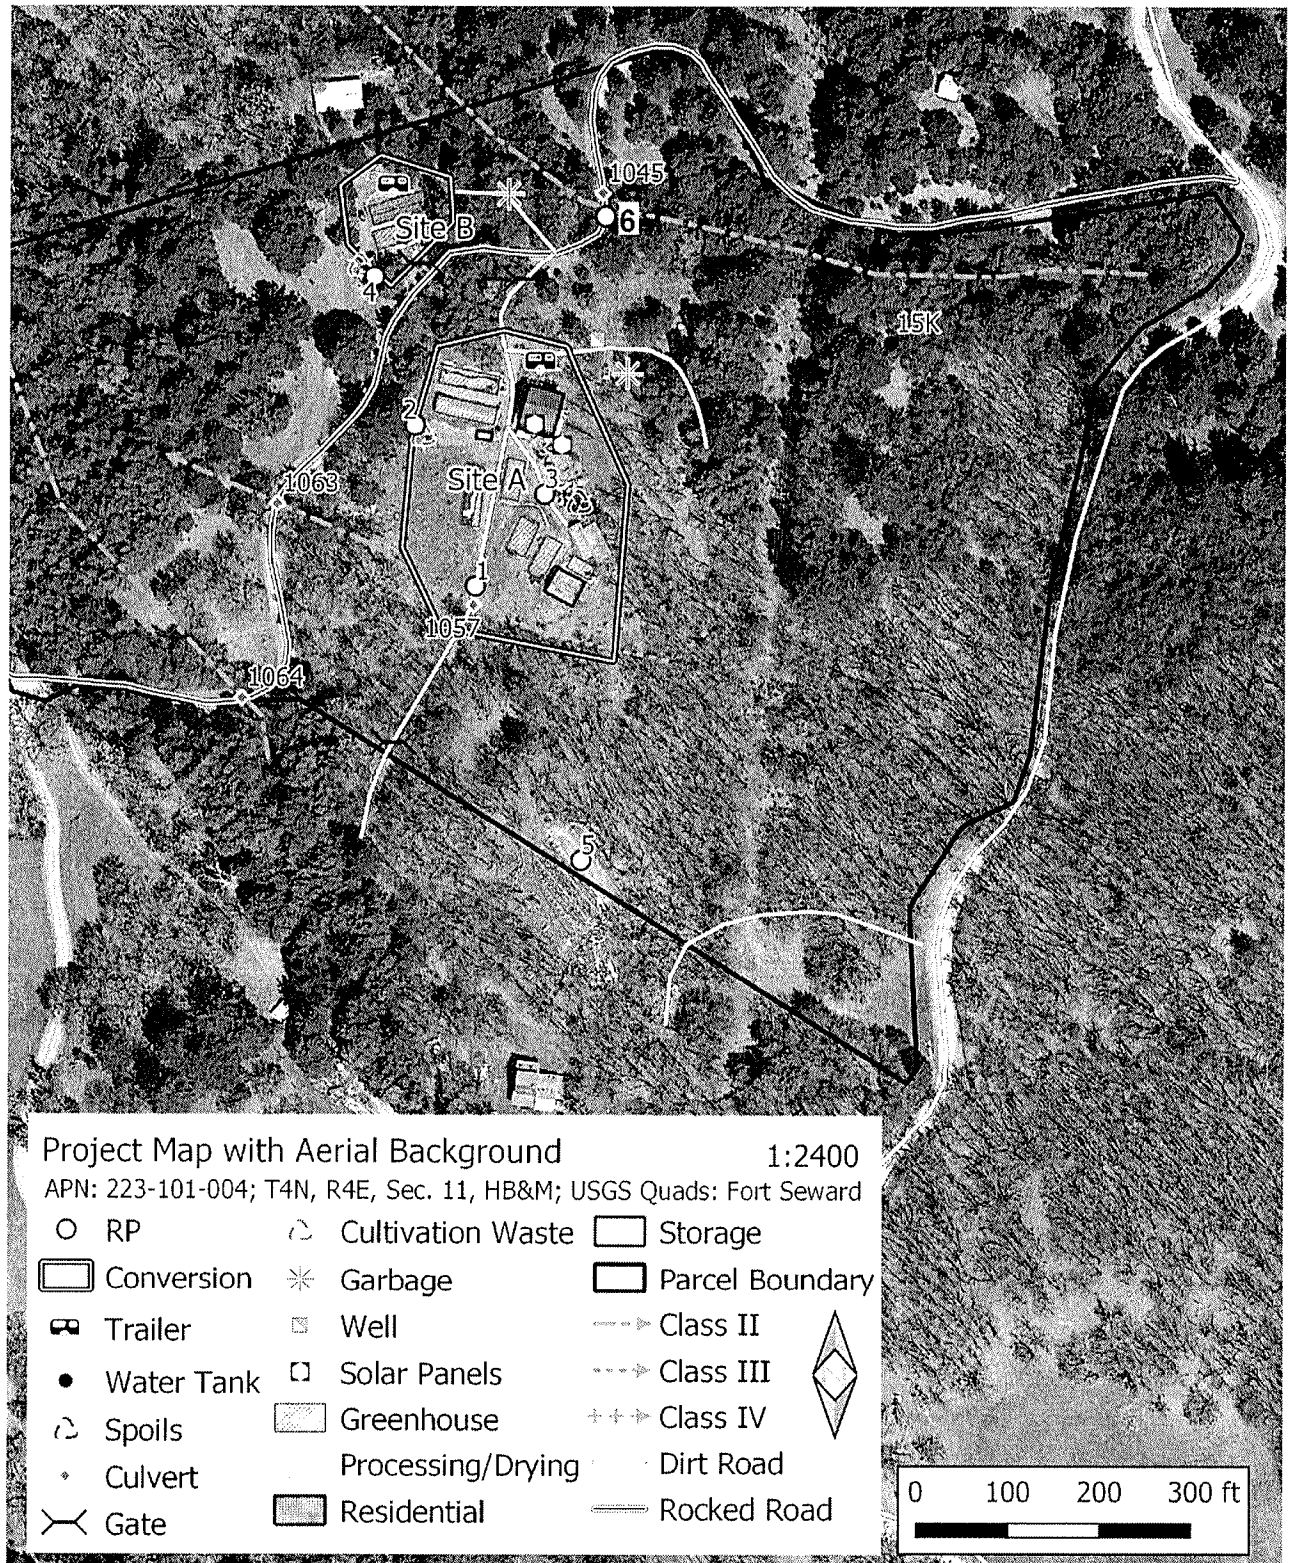 1045
6
Site B
4
15K
2
Site A
3
1063
1
1057
1064
5
Project Map with Aerial Background
1:2400
APN: 223-101-004; T4N, R4E, Sec. 11, HB&M; USGS Quads: Fort Seward
RP
Cultivation Waste
Storage
Conversion
Garbage
Parcel Boundary
Trailer
Well
Class II
Water Tank
Solar Panels
Class III
Spoils
Greenhouse
Class IV
Culvert
Processing/Drying
Dirt Road
Gate
Residential
Rocked Road
0 100 200 300 ft